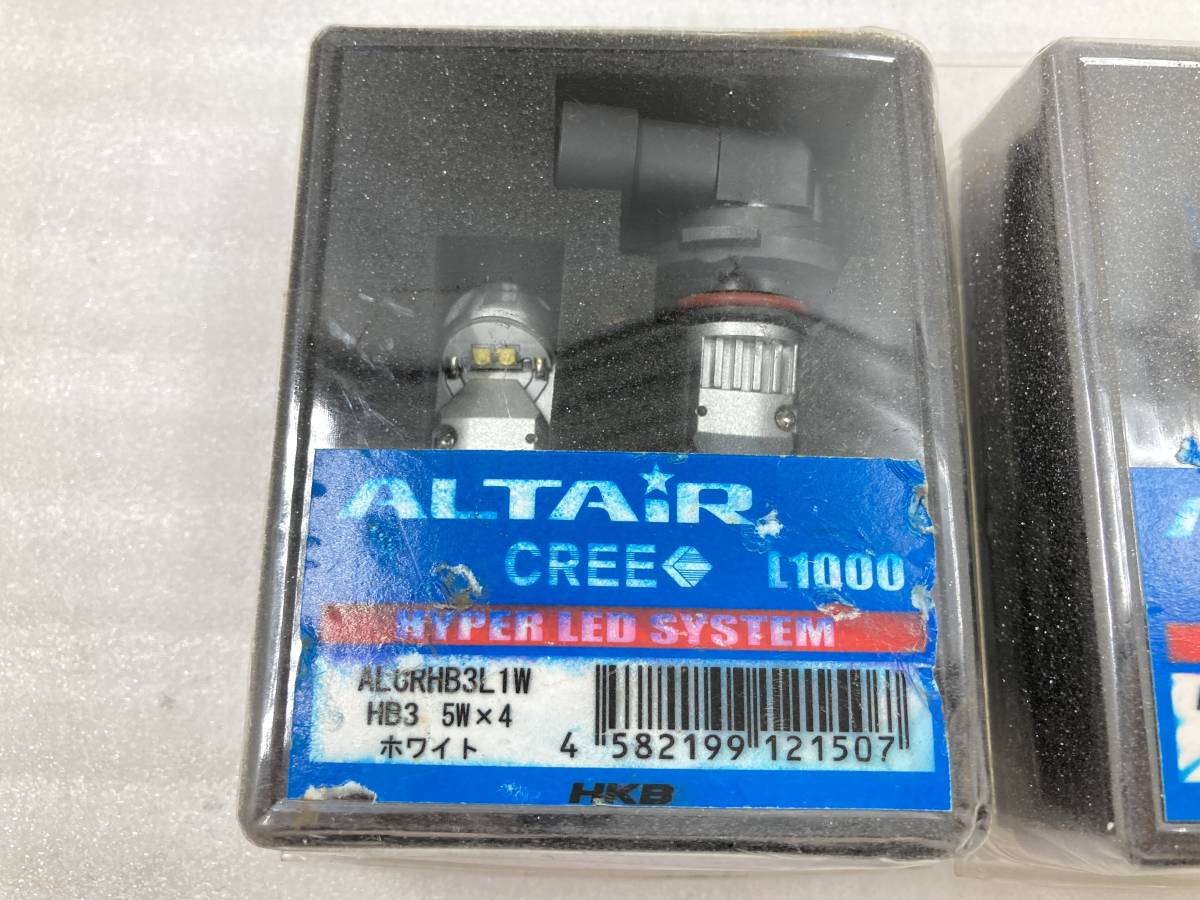 ALTAiR
CREE L1000
HYPER LED SYSTEM
ALCRHB3L1W
HB3 5W×4
ホワイト
4 582199 121507
HKB